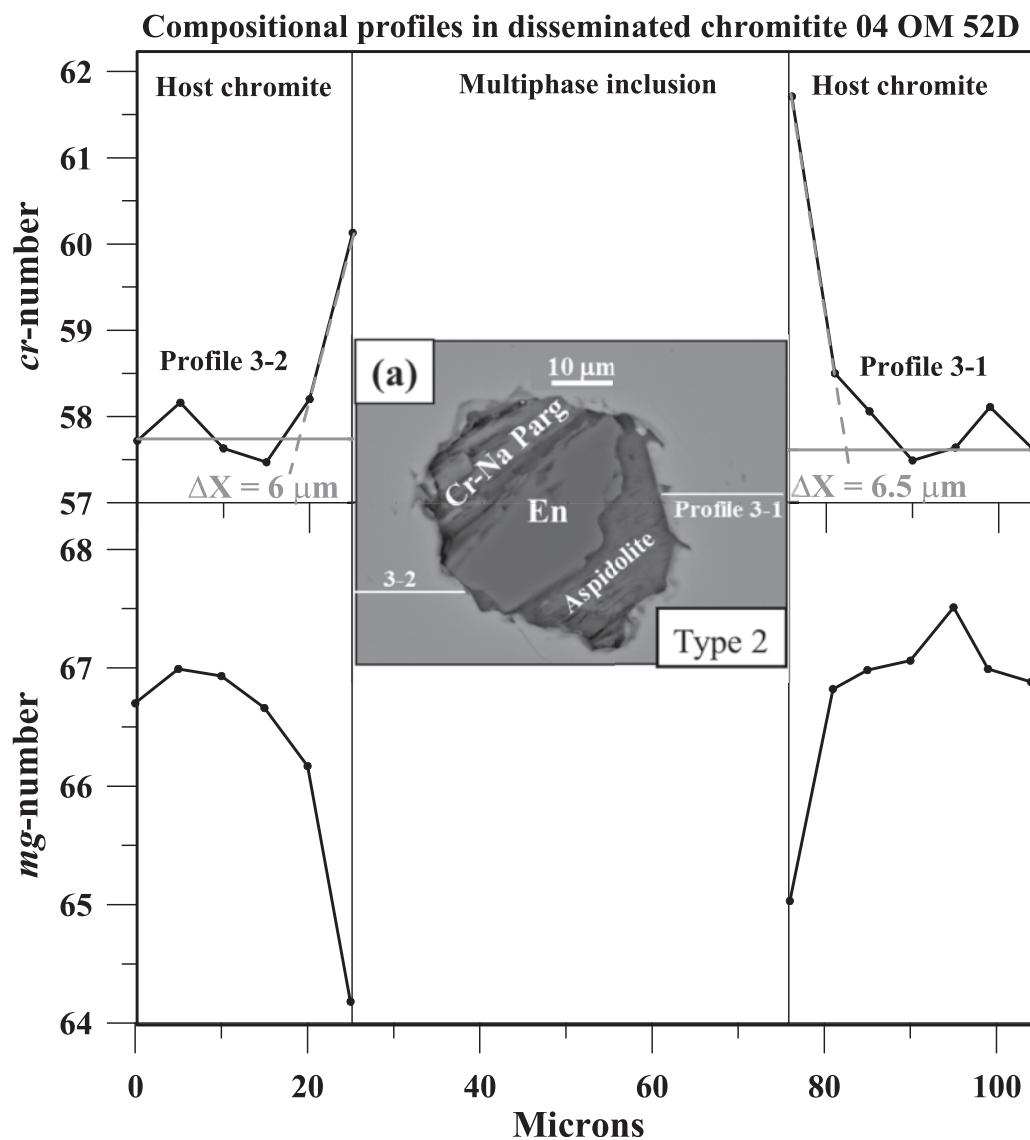 Compositional profiles in disseminated chromitite 04 OM 52D
Host chromite
Multiphase inclusion
Host chromite
62
61
60
59
58
57
cr-number
Profile 3-2
Profile 3-1
ΔX = 6 μm
ΔX = 6.5 μm
(a)
10 μm
Cr-Na Parg
En
Aspidolite
Profile 3-1
3-2
Type 2
68
67
66
65
64
mg-number
0
20
40
60
80
100
Microns